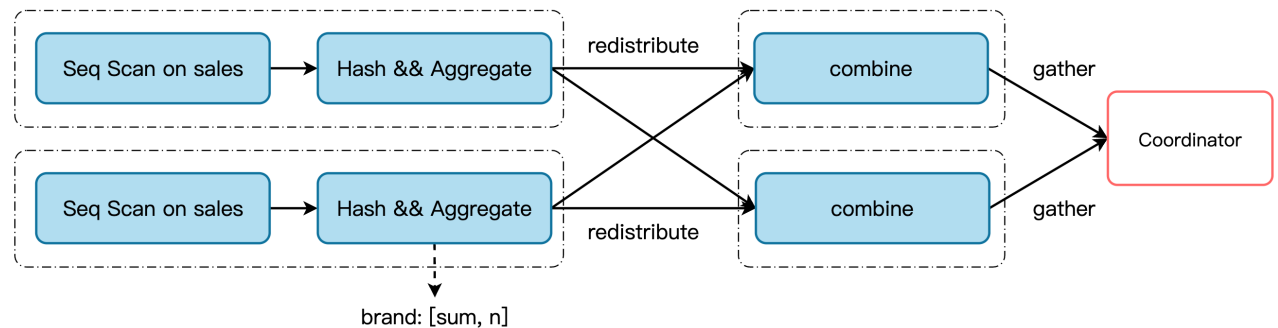 redistribute
Seq Scan on sales
Hash && Aggregate
combine
gather
Coordinator
Seq Scan on sales
Hash && Aggregate
combine
gather
redistribute
brand: [sum, n]